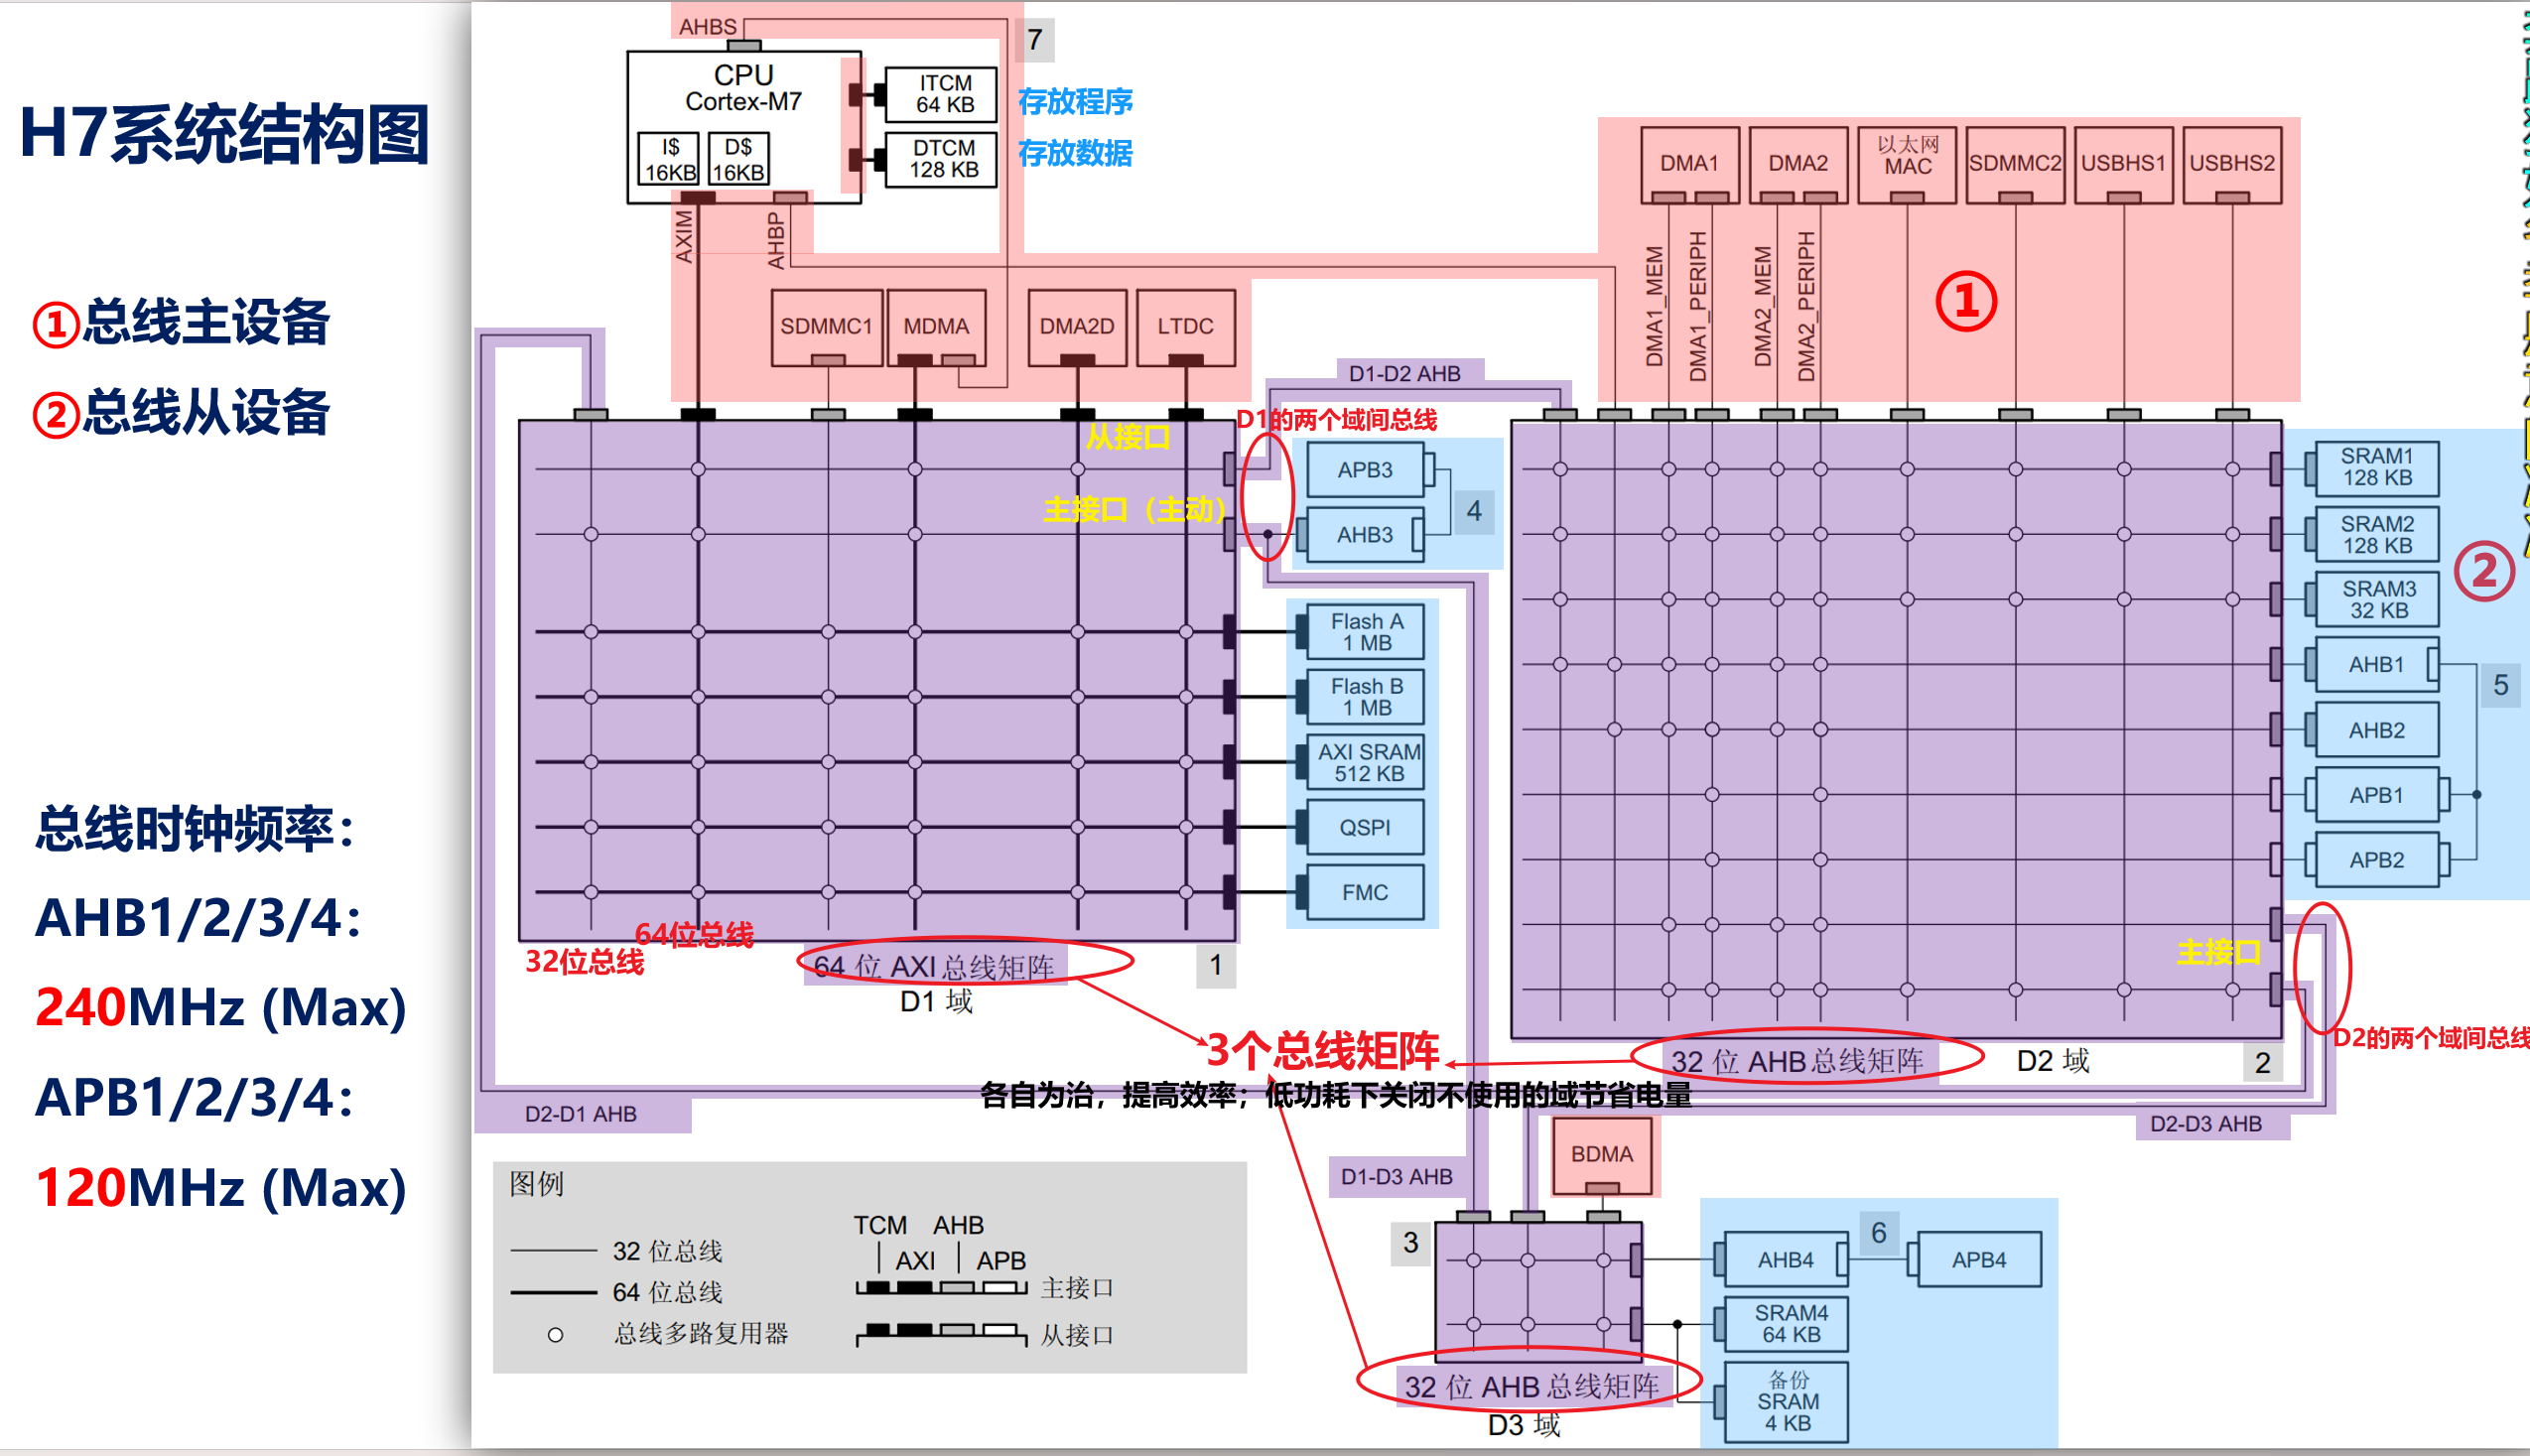 H7系统结构图
①总线主设备
②总线从设备
总线时钟频率：
AHB1/2/3/4：
240MHz (Max)
APB1/2/3/4：
120MHz (Max)
AHBS
7
CPU
Cortex-M7
I$
16KB
D$
16KB
ITCM
64 KB
存放程序
DTCM
128 KB
存放数据
AXIM
AHBP
SDMMC1
MDMA
DMA2D
LTDC
DMA1
DMA2
以太网
MAC
SDMMC2
USBHS1
USBHS2
DMA1_MEM
DMA1_PERIPH
DMA2_MEM
DMA2_PERIPH
①
D1-D2 AHB
D1的两个域间总线
从接口
主接口（主动）
APB3
AHB3
4
Flash A
1 MB
Flash B
1 MB
AXI SRAM
512 KB
QSPI
FMC
64位总线
32位总线
64 位 AXI 总线矩阵
1
D1 域
SRAM1
128 KB
SRAM2
128 KB
SRAM3
32 KB
②
AHB1
5
AHB2
APB1
APB2
主接口
D2的两个域间总线
32 位 AHB 总线矩阵
D2 域
2
3个总线矩阵
各自为治，提高效率；低功耗下关闭不使用的域节省电量
D2-D1 AHB
D2-D3 AHB
D1-D3 AHB
BDMA
3
AHB4
6
APB4
SRAM4
64 KB
备份
SRAM
4 KB
32 位 AHB 总线矩阵
D3 域
图例
32 位总线
64 位总线
总线多路复用器
TCM
AHB
AXI
APB
主接口
从接口